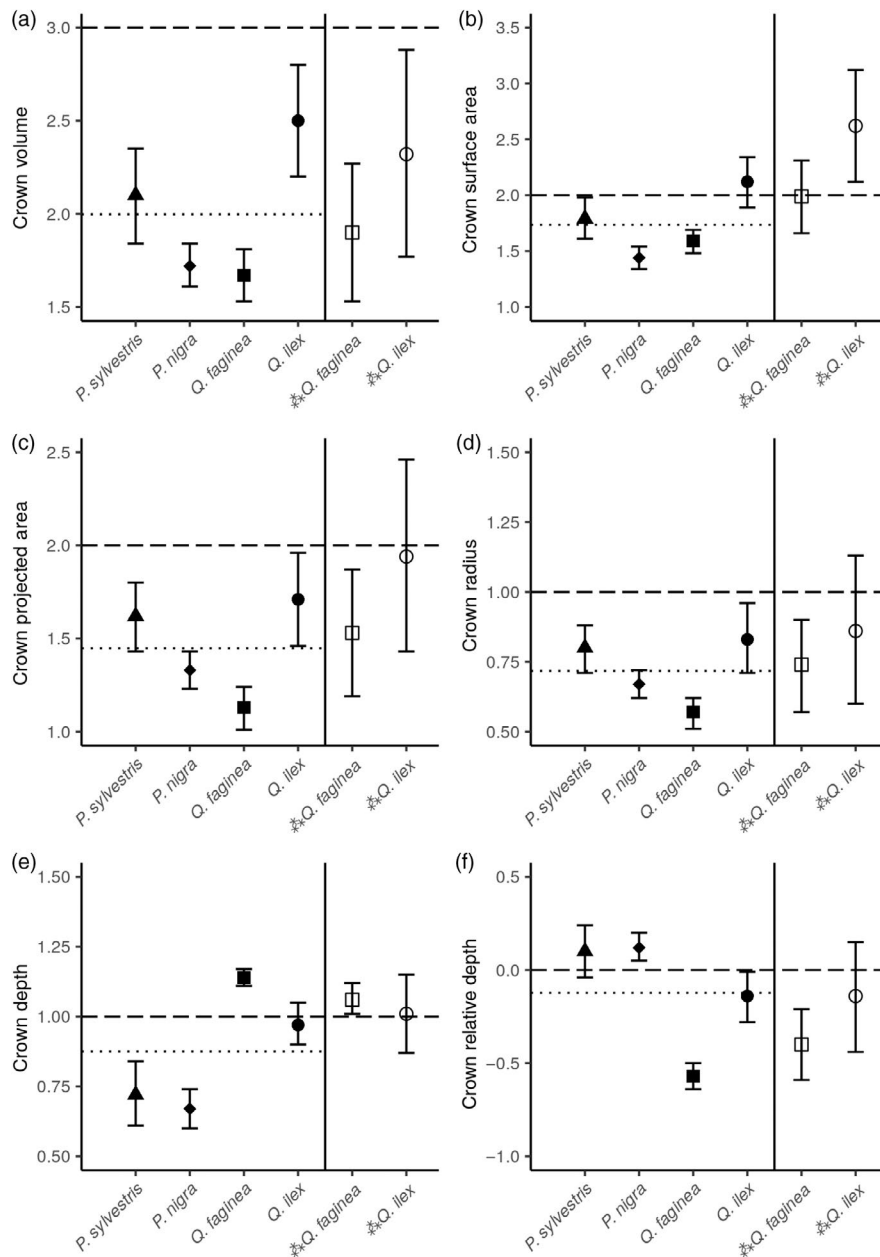 (a)
Crown volume
3.0
2.5
2.0
1.5
P. sylvestris
P. nigra
Q. faginea
Q. ilex
⁂Q. faginea
⁂Q. ilex
(b)
Crown surface area
3.5
3.0
2.5
2.0
1.5
1.0
P. sylvestris
P. nigra
Q. faginea
Q. ilex
⁂Q. faginea
⁂Q. ilex
(c)
Crown projected area
2.5
2.0
1.5
1.0
P. sylvestris
P. nigra
Q. faginea
Q. ilex
⁂Q. faginea
⁂Q. ilex
(d)
Crown radius
1.50
1.25
1.00
0.75
0.50
P. sylvestris
P. nigra
Q. faginea
Q. ilex
⁂Q. faginea
⁂Q. ilex
(e)
Crown depth
1.50
1.25
1.00
0.75
0.50
P. sylvestris
P. nigra
Q. faginea
Q. ilex
⁂Q. faginea
⁂Q. ilex
(f)
Crown relative depth
0.5
0.0
−0.5
−1.0
P. sylvestris
P. nigra
Q. faginea
Q. ilex
⁂Q. faginea
⁂Q. ilex